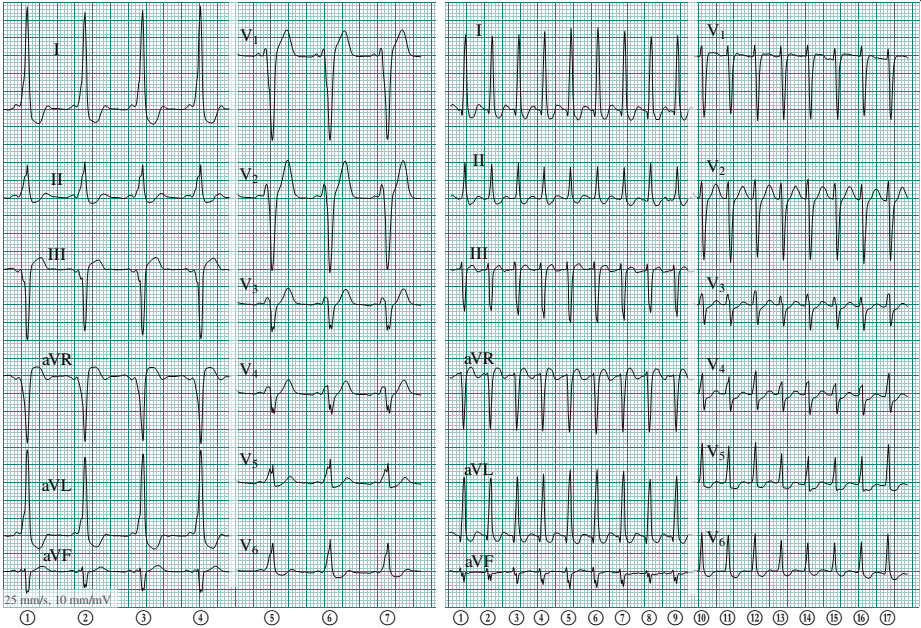 I
II
III
aVR
aVL
aVF
V1
V2
V3
V4
V5
V6
25 mm/s, 10 mm/mV
① ② ③ ④ ⑤ ⑥ ⑦
I
II
III
aVR
aVL
aVF
V1
V2
V3
V4
V5
V6
① ② ③ ④ ⑤ ⑥ ⑦ ⑧ ⑨ ⑩ ⑪ ⑫ ⑬ ⑭ ⑮ ⑯ ⑰